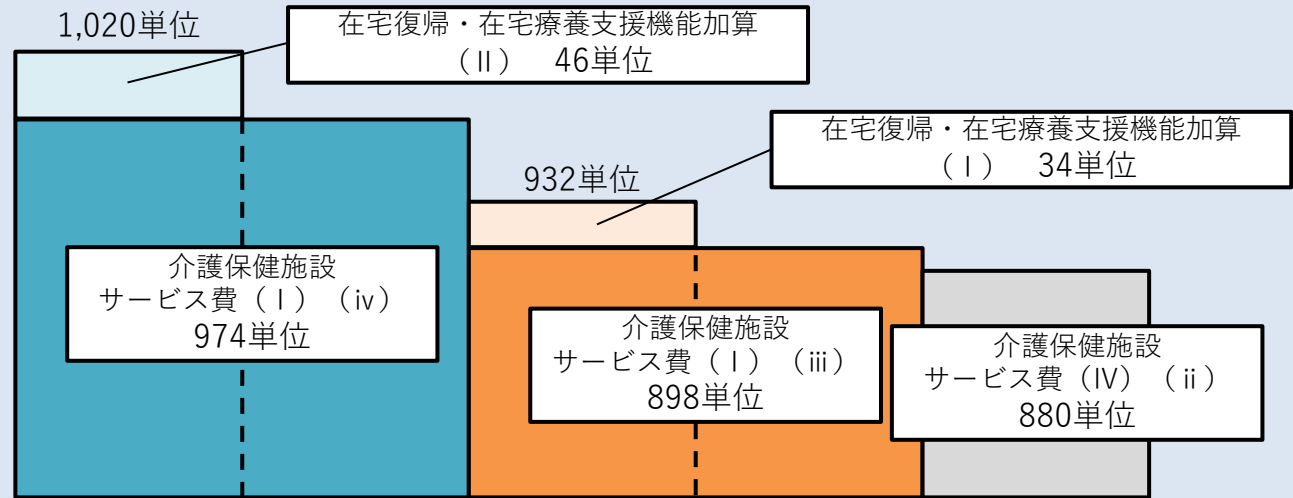 1,020単位
在宅復帰・在宅療養支援機能加算
（Ⅱ）　46単位
在宅復帰・在宅療養支援機能加算
（Ⅰ）　34単位
932単位
介護保健施設
サービス費（Ⅰ）（ⅳ）
974単位
介護保健施設
サービス費（Ⅰ）（ⅲ）
898単位
介護保健施設
サービス費（Ⅳ）（ⅱ）
880単位